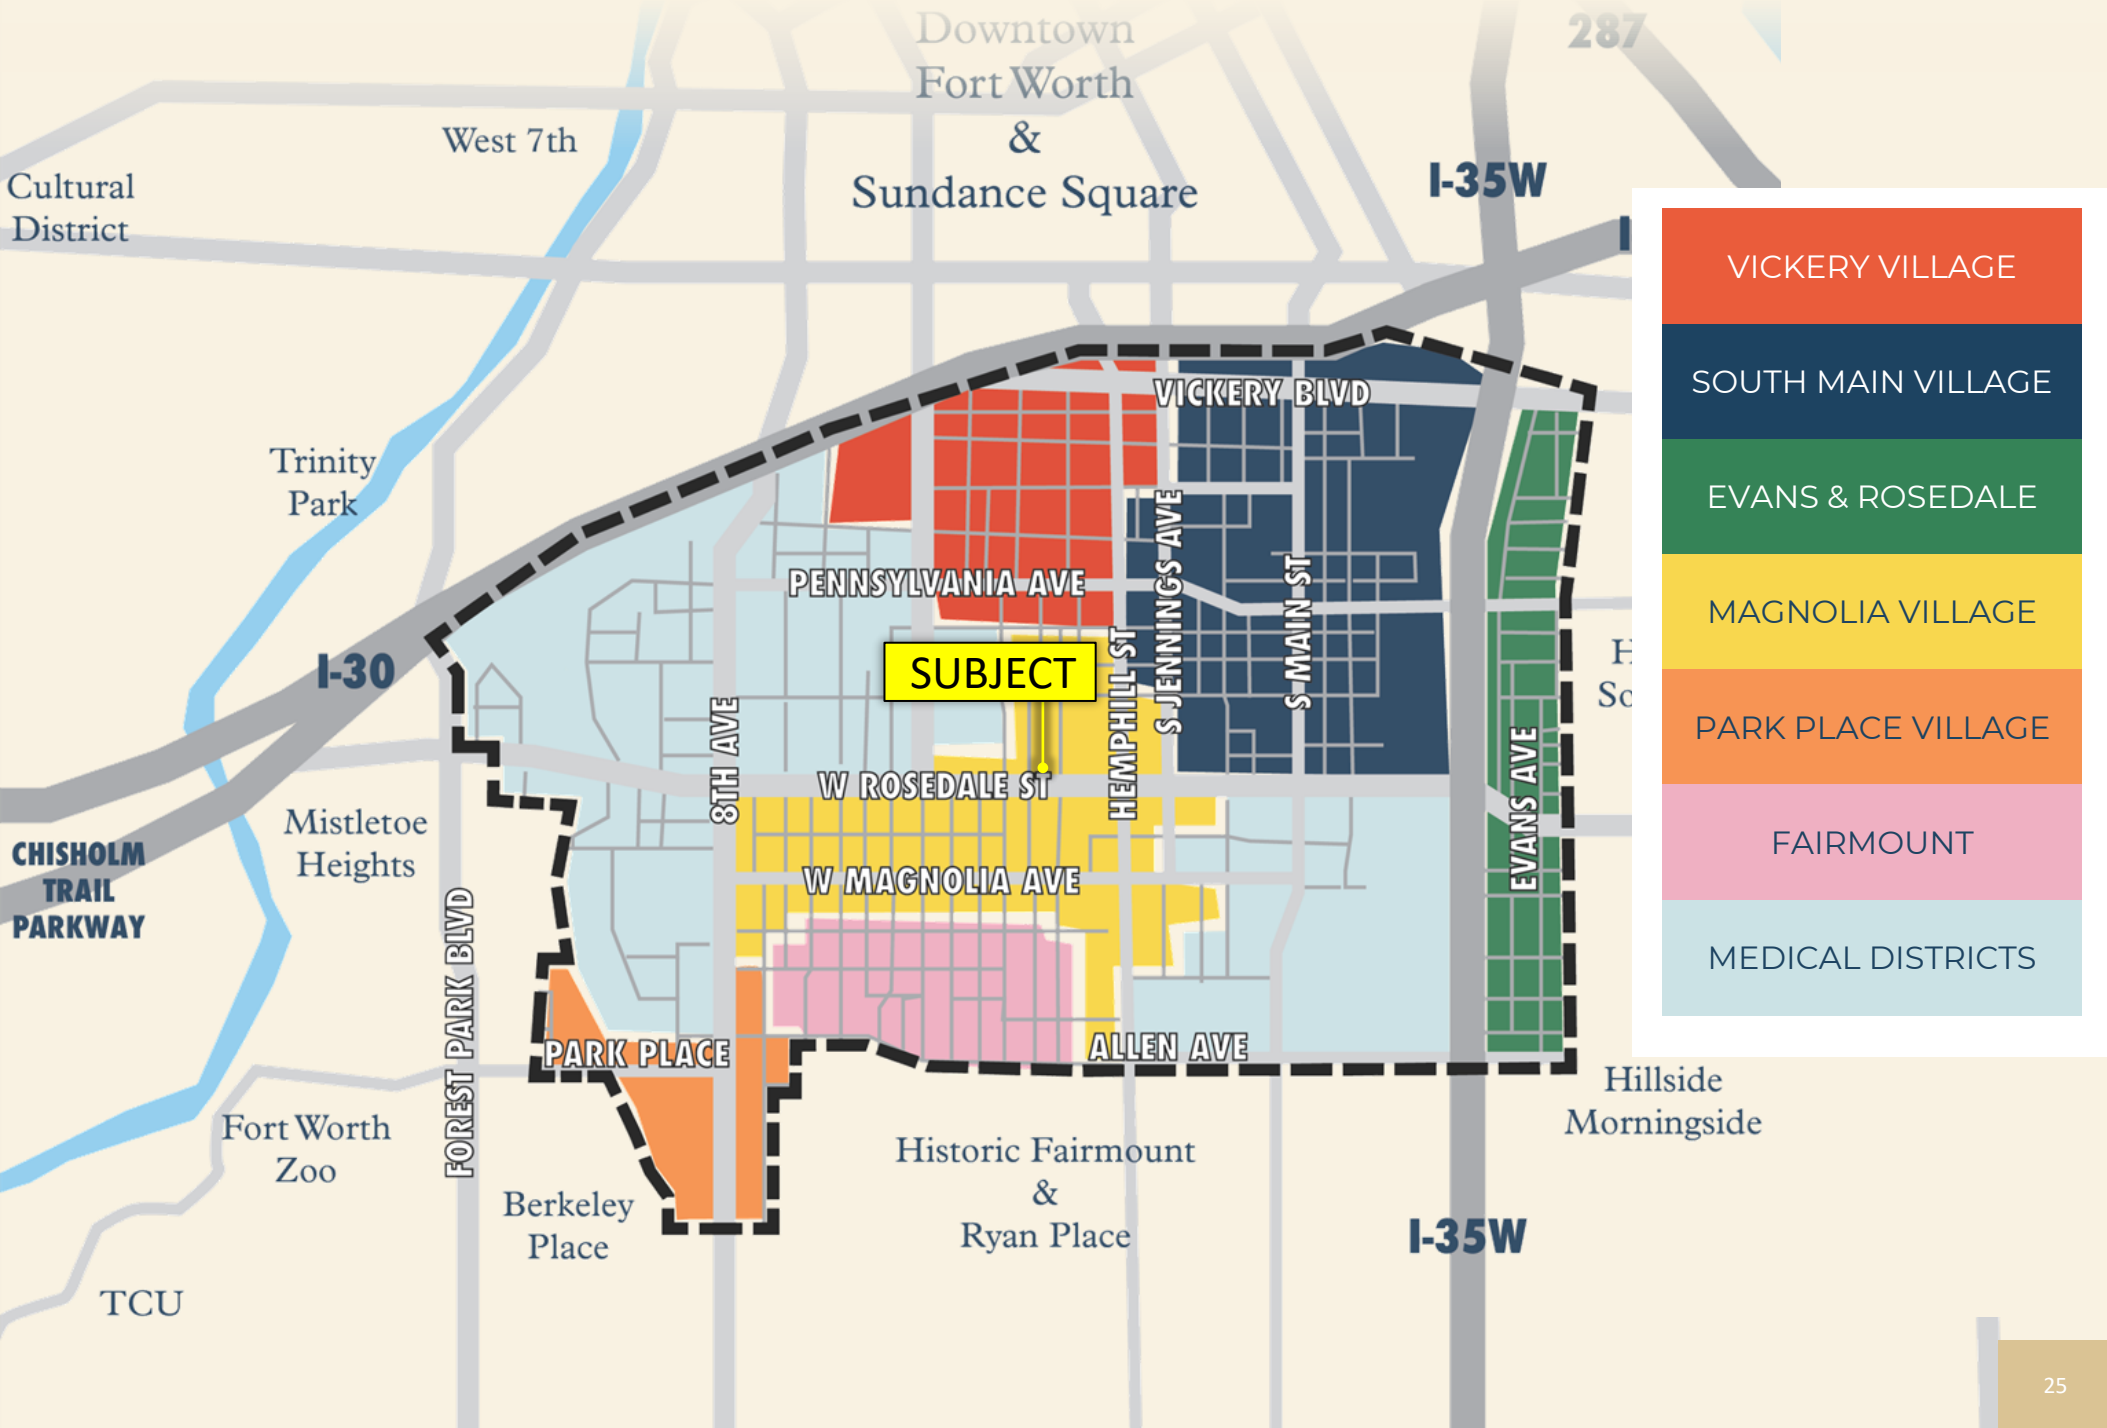 Downtown
Fort Worth
&
Sundance Square
287
West 7th
Cultural
District
I-35W
Trinity
Park
VICKERY BLVD
PENNSYLVANIA AVE
S JENNINGS AVE
S MAIN ST
HEMPHILL ST
SUBJECT
I-30
8TH AVE
W ROSEDALE ST
EVANS AVE
Mistletoe
Heights
CHISHOLM
TRAIL
PARKWAY
W MAGNOLIA AVE
FOREST PARK BLVD
PARK PLACE
ALLEN AVE
Fort Worth
Zoo
Berkeley
Place
Historic Fairmount
&
Ryan Place
Hillside
Morningside
I-35W
TCU
VICKERY VILLAGE
SOUTH MAIN VILLAGE
EVANS & ROSEDALE
MAGNOLIA VILLAGE
PARK PLACE VILLAGE
FAIRMOUNT
MEDICAL DISTRICTS
25